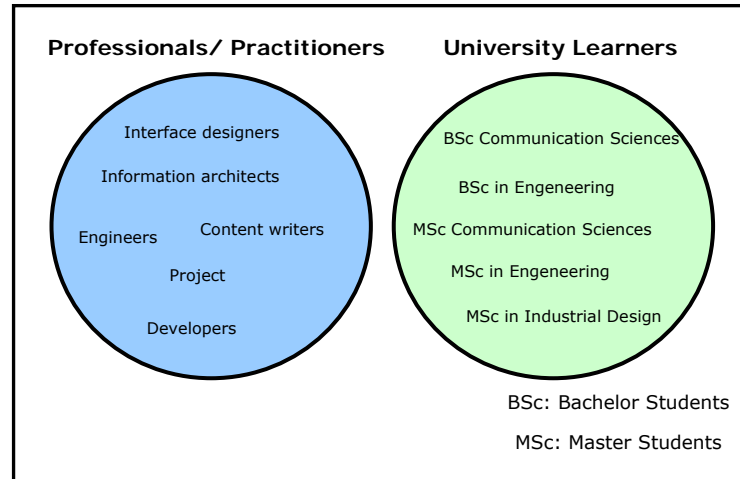 Professionals/ Practitioners
Interface designers
Information architects
Engineers
Content writers
Project
Developers
University Learners
BSc Communication Sciences
BSc in Engeneering
MSc Communication Sciences
MSc in Engeneering
MSc in Industrial Design
BSc: Bachelor Students
MSc: Master Students